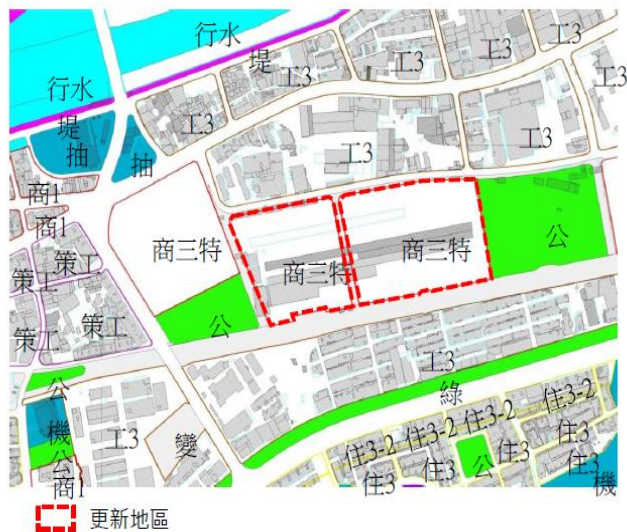 行水
工3
工3
工3
工3
堤
行水
工3
工3
堤
工3
抽
抽
工3
商1
商1
公
商三特
商三特
商三特
策工
策工
策工
公
工3
公
綠
住3-2
機
工3
住3-2
住3-2
住3-2
變
住3
公
住3
公
住3
住3
商1
住3
機
更新地區